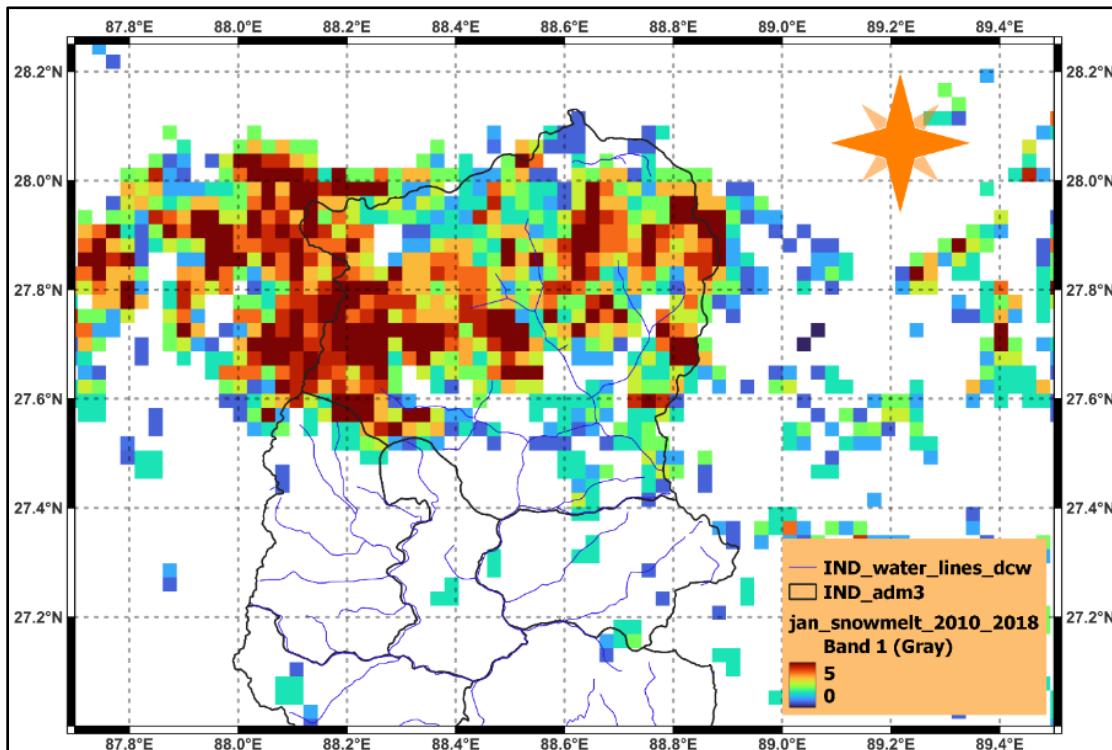 87.8°E 88.0°E 88.2°E 88.4°E 88.6°E 88.8°E 89.0°E 89.2°E 89.4°E
28.2°N 28.2°N
28.0°N 28.0°N
27.8°N 27.8°N
27.6°N 27.6°N
27.4°N 27.4°N
27.2°N 27.2°N
IND_water_lines_dcw
IND_adm3
jan_snowmelt_2010_2018
Band 1 (Gray)
5
0
87.8°E 88.0°E 88.2°E 88.4°E 88.6°E 88.8°E 89.0°E 89.2°E 89.4°E